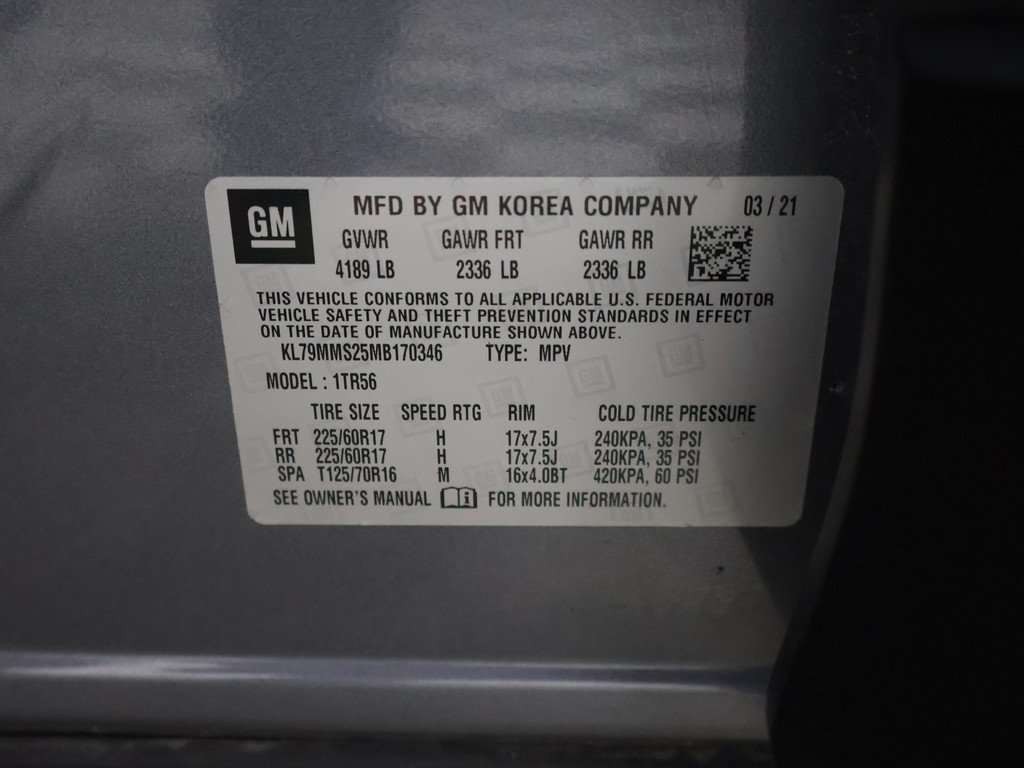 GM MFD BY GM KOREA COMPANY 03 / 21
GVWR GAWR FRT GAWR RR
4189 LB 2336 LB 2336 LB
THIS VEHICLE CONFORMS TO ALL APPLICABLE U.S. FEDERAL MOTOR
VEHICLE SAFETY AND THEFT PREVENTION STANDARDS IN EFFECT
ON THE DATE OF MANUFACTURE SHOWN ABOVE.
KL79MMS25MB170346 TYPE: MPV
MODEL : 1TR56
TIRE SIZE SPEED RTG RIM COLD TIRE PRESSURE
FRT 225/60R17 H 17x7.5J 240KPA, 35 PSI
RR 225/60R17 H 17x7.5J 240KPA, 35 PSI
SPA T125/70R16 M 16x4.0BT 420KPA, 60 PSI
SEE OWNER'S MANUAL i FOR MORE INFORMATION.